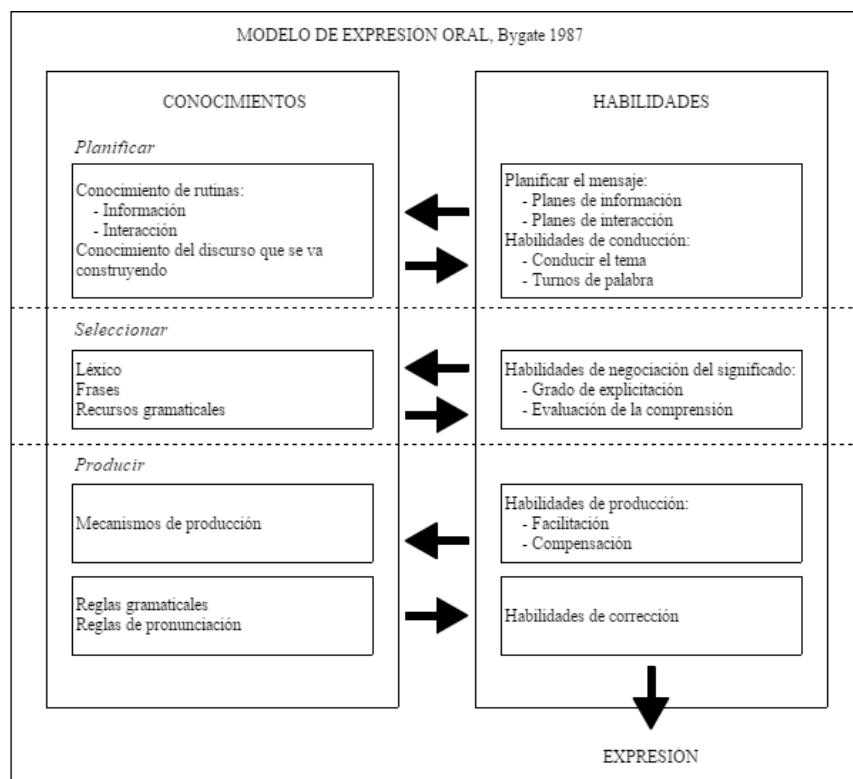 MODELO DE EXPRESIÓN ORAL, Bygate 1987
CONOCIMIENTOS
Planificar
Conocimiento de rutinas:
- Información
- Interacción
Conocimiento del discurso que se va
construyendo
Seleccionar
Léxico
Frases
Recursos gramaticales
Producir
Mecanismos de producción
Reglas gramaticales
Reglas de pronunciación
HABILIDADES
Planificar el mensaje:
- Planes de información
- Planes de interacción
Habilidades de conducción:
- Conducir el tema
- Turnos de palabra
Habilidades de negociación del significado:
- Grado de explicitación
- Evaluación de la comprensión
Habilidades de producción:
- Facilitación
- Compensación
Habilidades de corrección
EXPRESIÓN